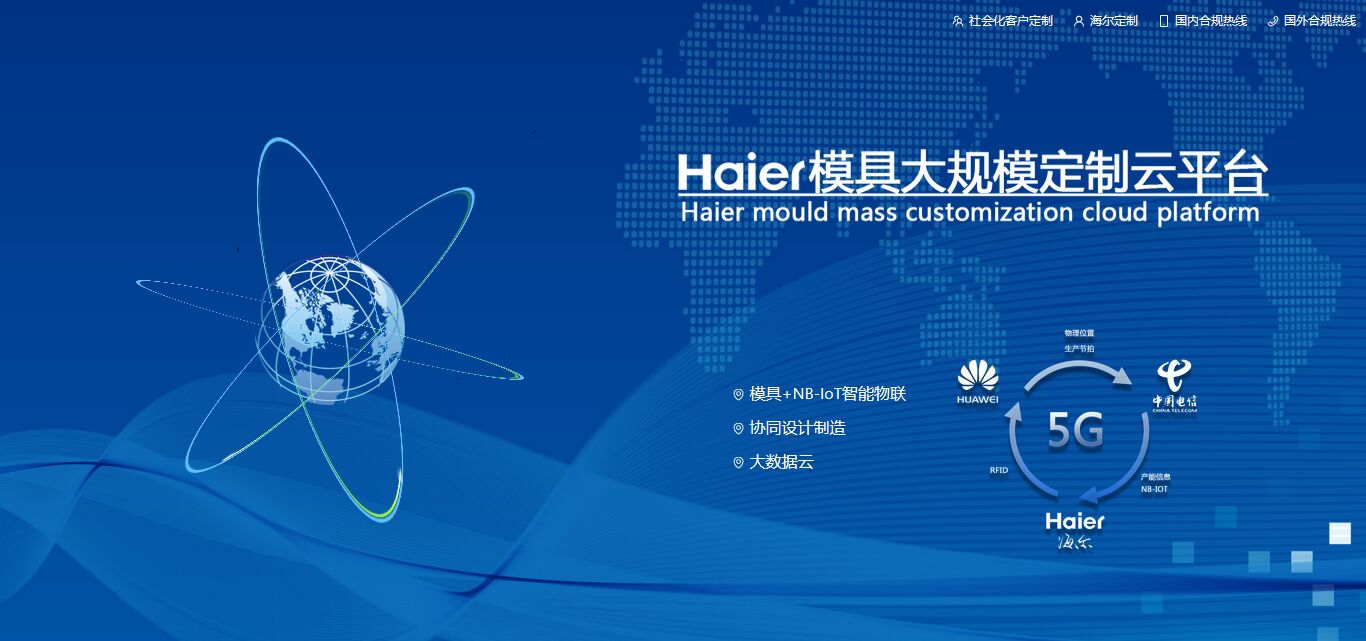 社会化客户定制 海尔定制 国内合规热线 国外合规热线
Haier模具大规模定制云平台
Haier mould mass customization cloud platform
模具+NB-IoT智能物联
协同设计制造
大数据云
物理位置
生产节拍
HUAWEI
中国电信
CHINA TELECOM
5G
RFID
产能信息
NB-IOT
Haier
海尔